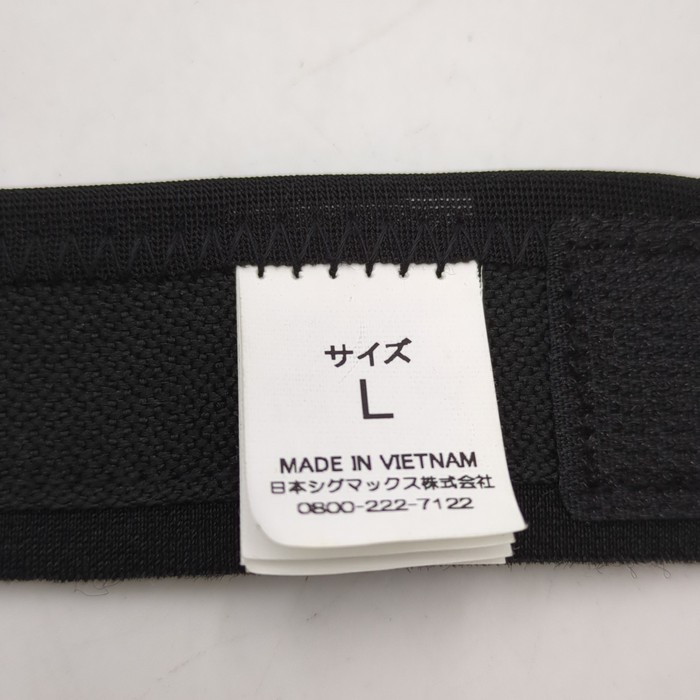 サイズ
L
MADE IN VIETNAM
日本シグマックス株式会社
0800-222-7122